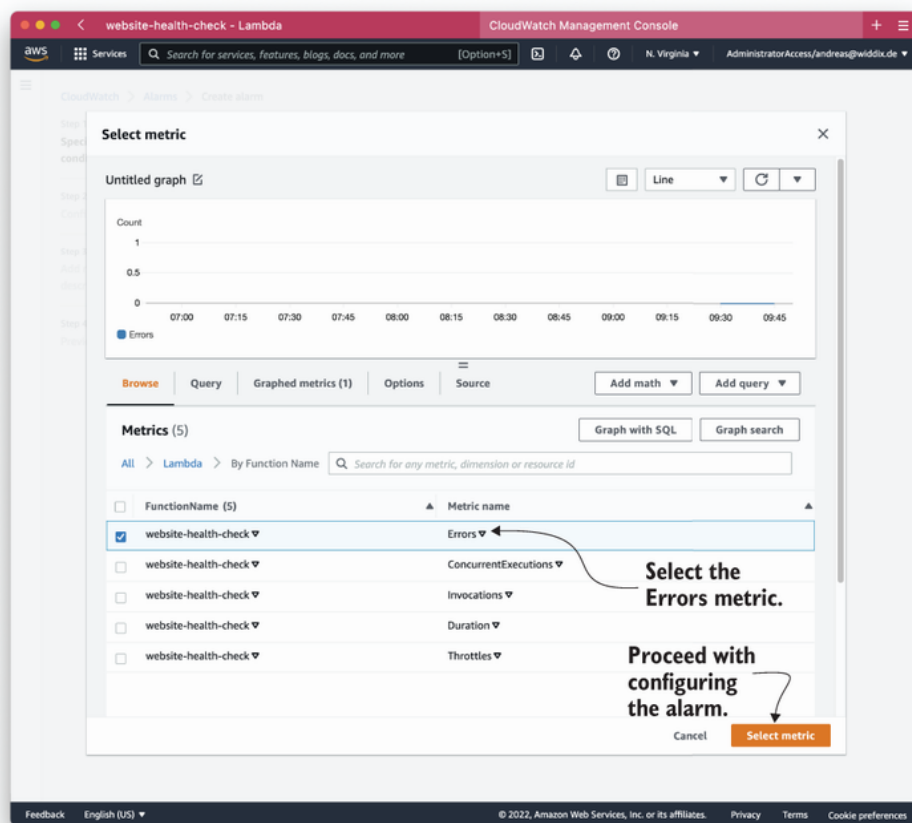 website-health-check - Lambda
CloudWatch Management Console
aws
Services
Search for services, features, blogs, docs, and more
[Option+S]
N. Virginia
AdministratorAccess/andreas@widdix.de
CloudWatch > Alarms > Create alarm
Select metric
Untitled graph
Line
Count
1
0.5
0
07:00 07:15 07:30 07:45 08:00 08:15 08:30 08:45 09:00 09:15 09:30 09:45
Errors
Browse
Query
Graphed metrics (1)
Options
Source
Add math
Add query
Metrics (5)
Graph with SQL
Graph search
All > Lambda > By Function Name
Search for any metric, dimension or resource id
FunctionName (5)
Metric name
website-health-check
Errors
website-health-check
ConcurrentExecutions
website-health-check
Invocations
website-health-check
Duration
website-health-check
Throttles
Select the
Errors metric.
Proceed with
configuring
the alarm.
Cancel
Select metric
Feedback
English (US)
© 2022, Amazon Web Services, Inc. or its affiliates.
Privacy
Terms
Cookie preferences